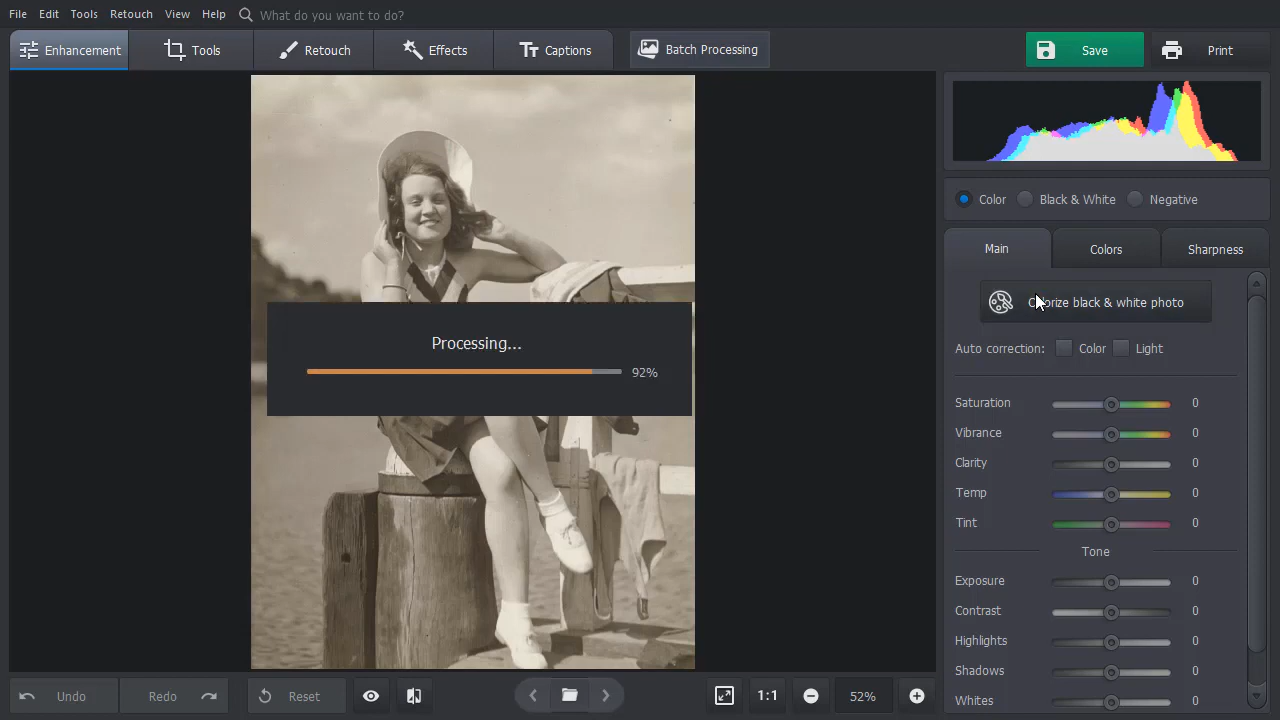 File Edit Tools Retouch View Help What do you want to do?
Enhancement Tools Retouch Effects Captions Batch Processing Save Print
Color Black & White Negative
Main Colors Sharpness
Colorize black & white photo
Auto correction: Color Light
Saturation 0
Vibrance 0
Clarity 0
Temp 0
Tint 0
Tone
Exposure 0
Contrast 0
Highlights 0
Shadows 0
Whites 0
Processing...
92%
Undo Redo Reset 1:1 52%